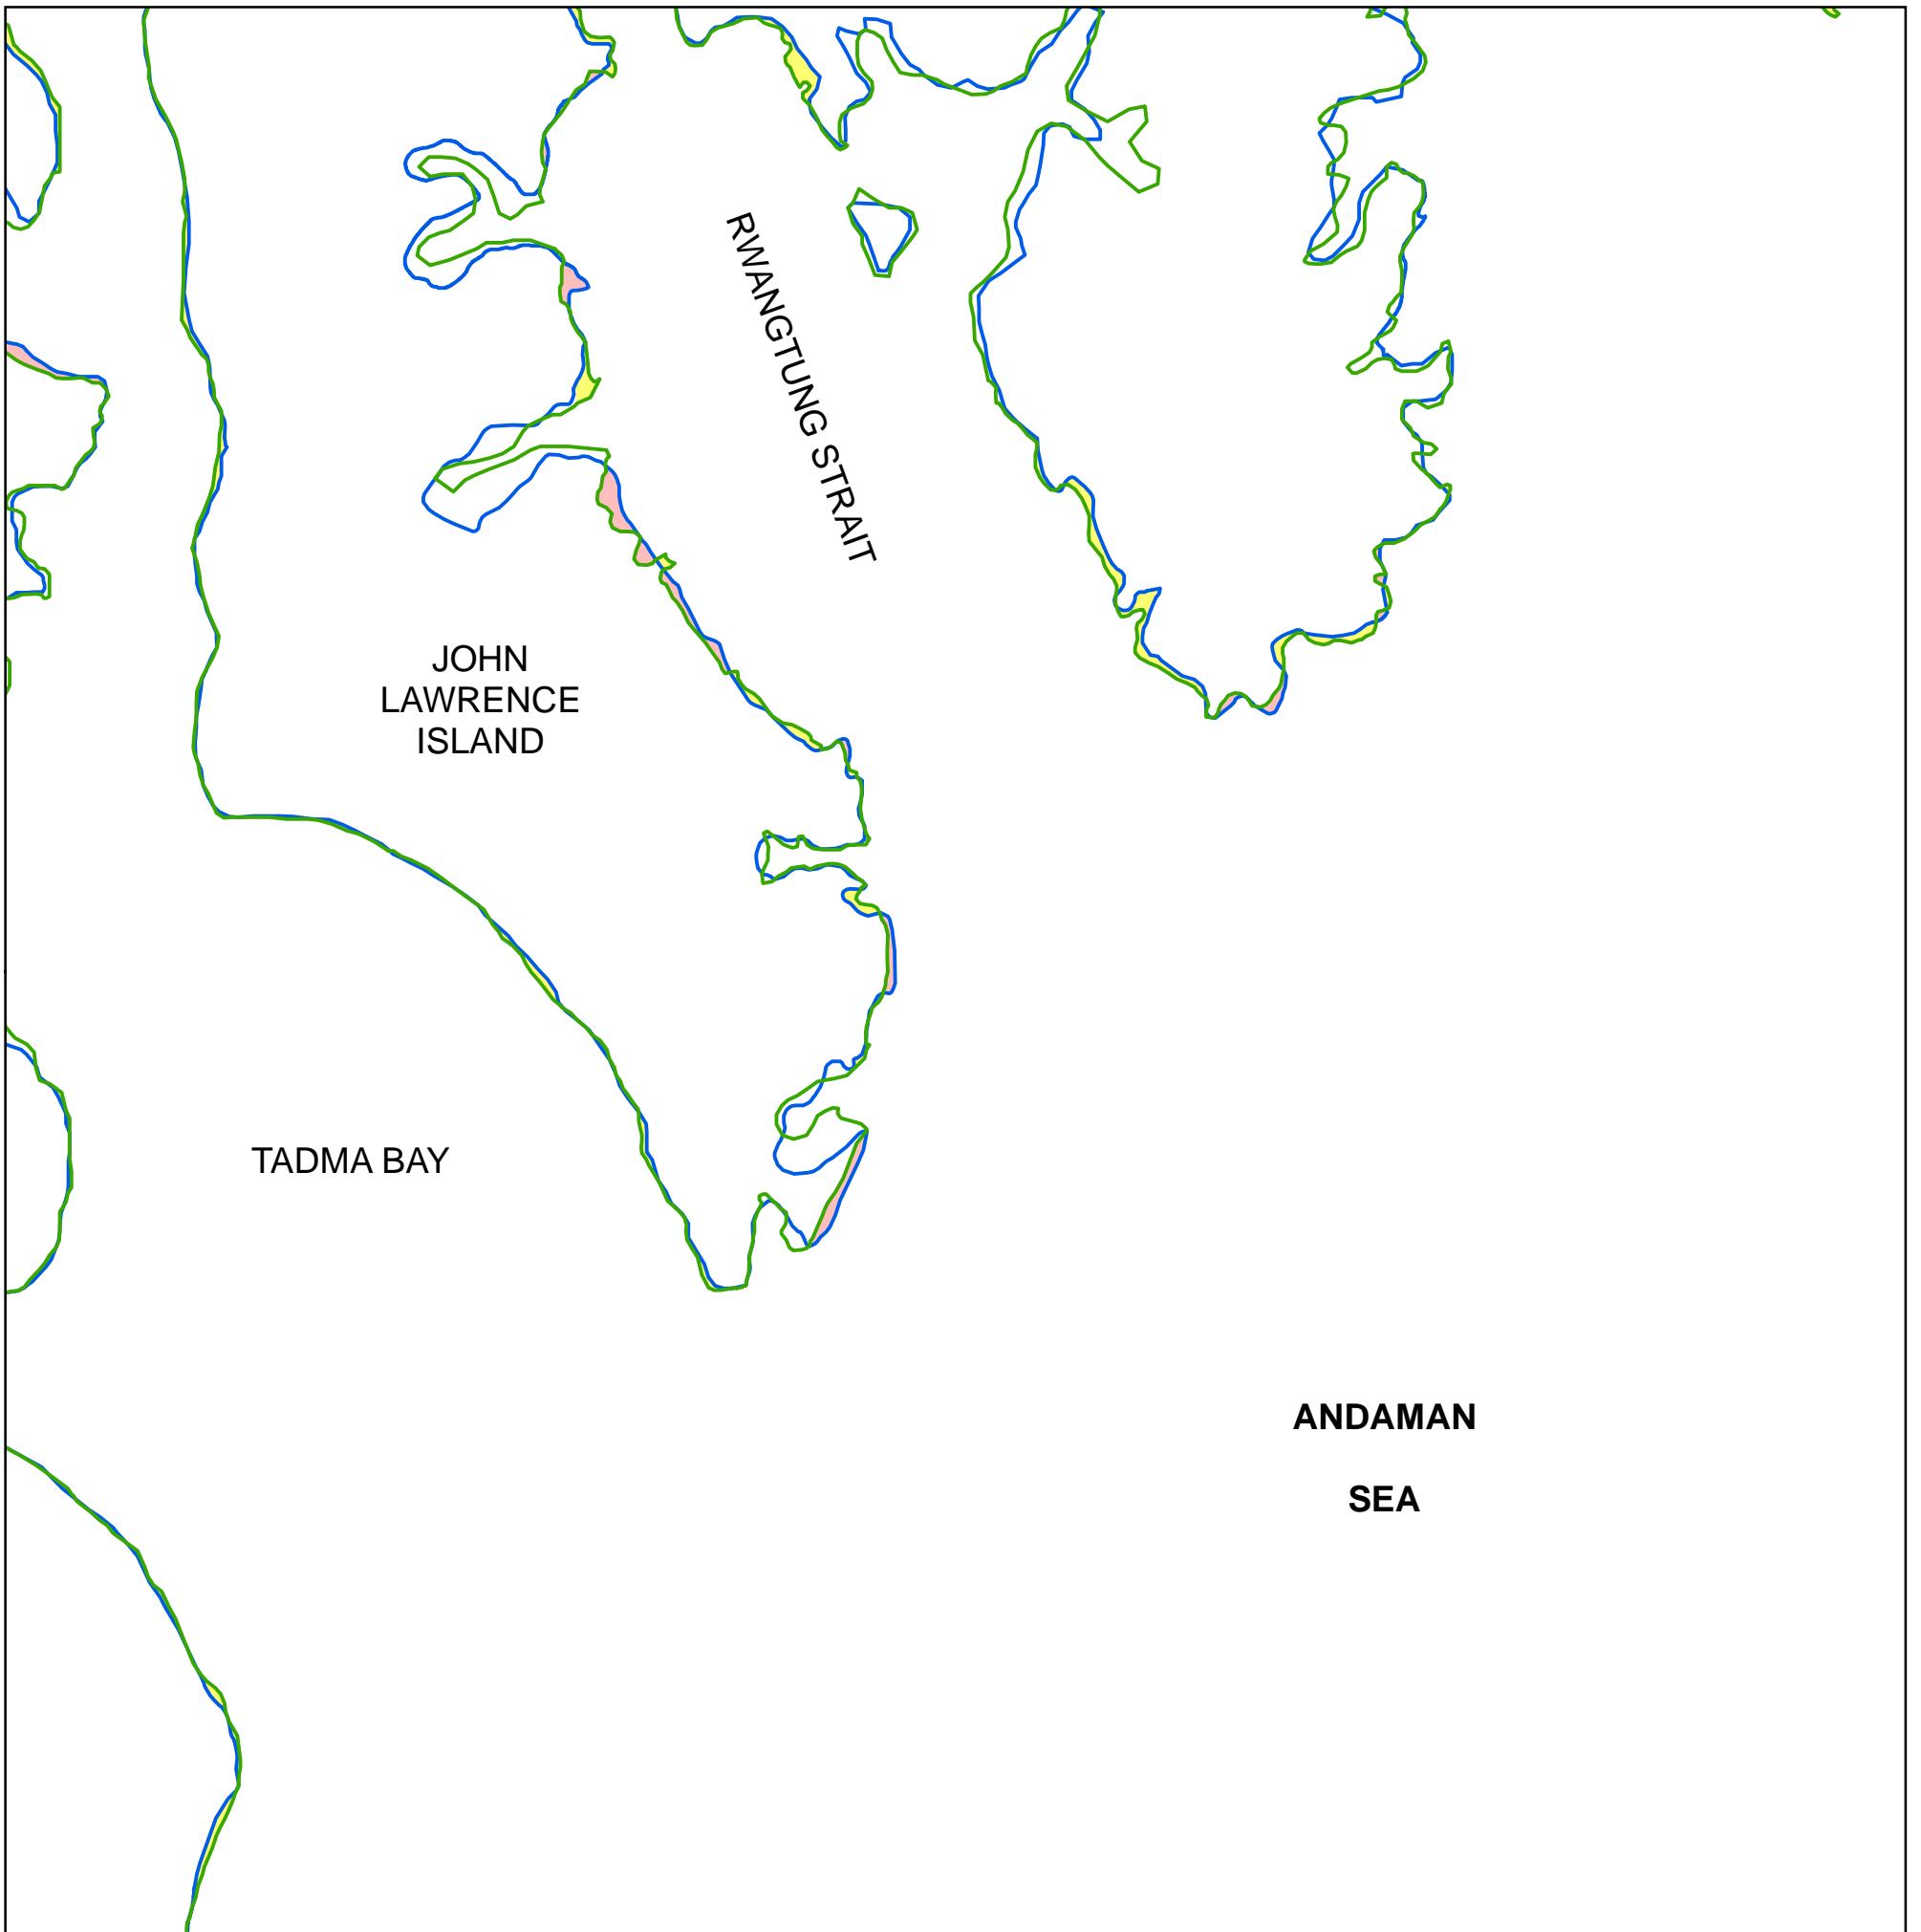 RWANGTUNG STRAIT
JOHN
LAWRENCE
ISLAND
TADMA BAY
ANDAMAN
SEA